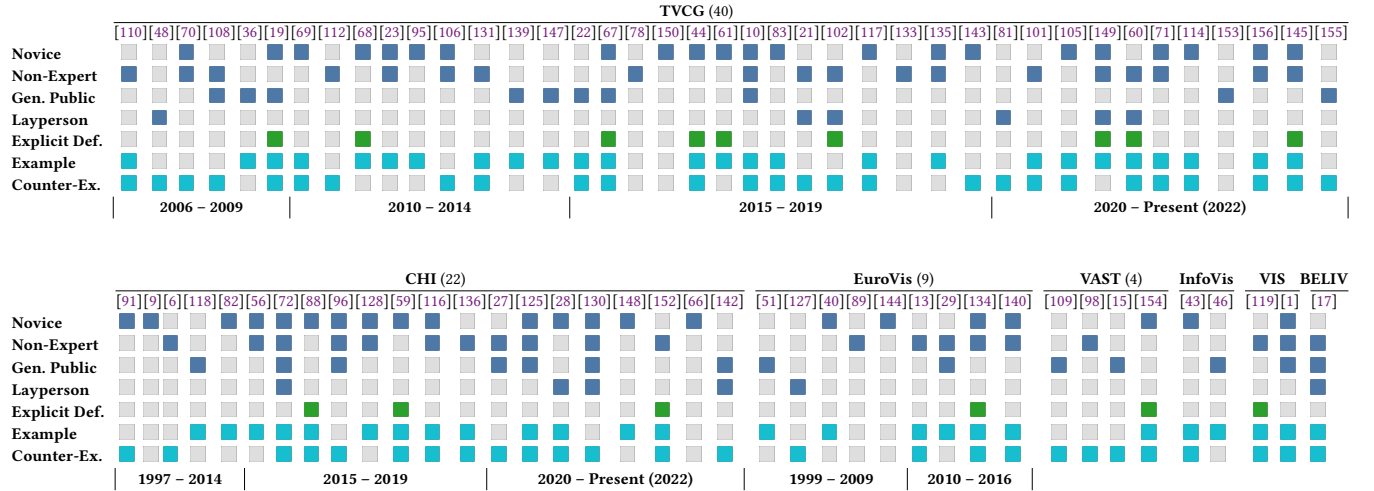 TVCG (40)
[110] [48] [70] [108] [36] [19] [69] [112] [68] [23] [95] [106] [131] [139] [147] [22] [67] [78] [150] [44] [61] [10] [83] [21] [102] [117] [133] [135] [143] [81] [101] [105] [149] [60] [71] [114] [153] [156] [145] [155]
Novice
Non-Expert
Gen. Public
Layperson
Explicit Def.
Example
Counter-Ex.
2006 – 2009 2010 – 2014 2015 – 2019 2020 – Present (2022)
CHI (22) EuroVis (9) VAST (4) InfoVis VIS BELIV
[91] [9] [6] [118] [82] [56] [72] [88] [96] [128] [59] [116] [136] [27] [125] [28] [130] [148] [152] [66] [142] [51] [127] [40] [89] [144] [13] [29] [134] [140] [109] [98] [15] [154] [43] [46] [119] [1] [17]
Novice
Non-Expert
Gen. Public
Layperson
Explicit Def.
Example
Counter-Ex.
1997 – 2014 2015 – 2019 2020 – Present (2022) 1999 – 2009 2010 – 2016